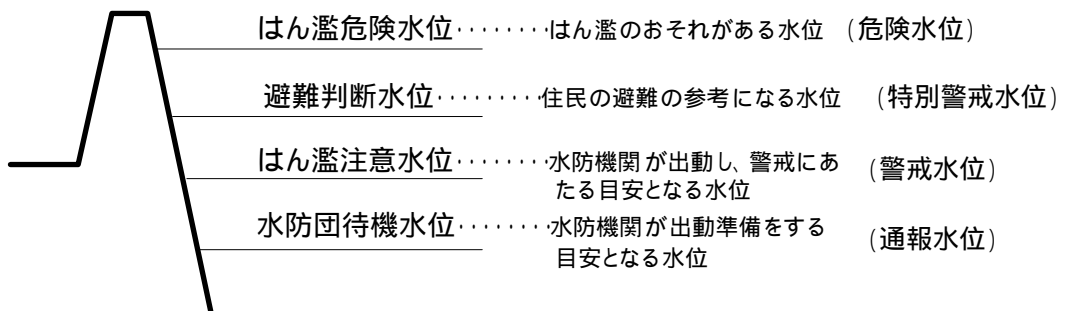 はん濫危険水位········はん濫のおそれがある水位 (危険水位)
避難判断水位·········住民の避難の参考になる水位 (特別警戒水位)
はん濫注意水位········水防機関が出動し、警戒にあ (警戒水位)
たる目安となる水位
水防団待機水位········水防機関が出動準備をする (通報水位)
目安となる水位